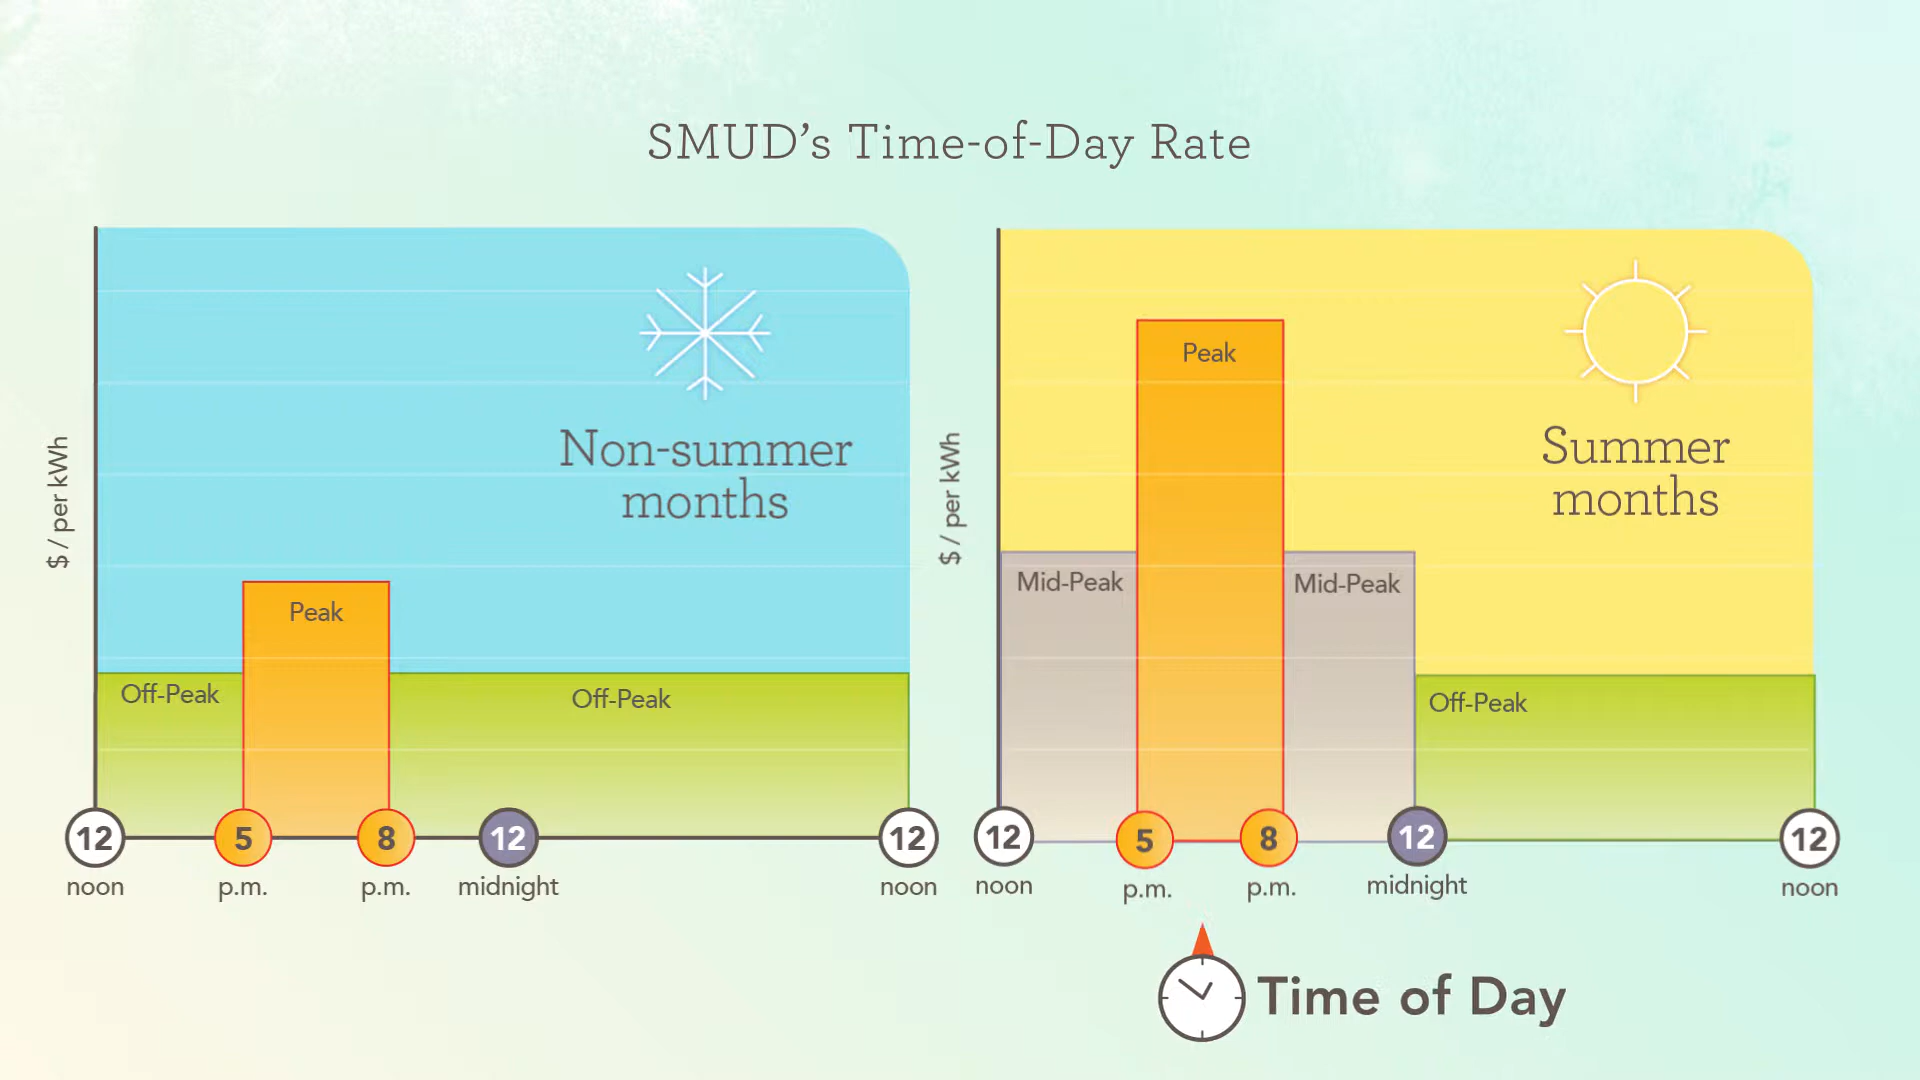 SMUD's Time-of-Day Rate
$ / per kWh
Non-summer
months
Peak
Off-Peak
Off-Peak
12
5
8
12
12
noon
p.m.
p.m.
midnight
noon
$ / per kWh
Summer
months
Peak
Mid-Peak
Mid-Peak
Off-Peak
12
5
8
12
12
noon
p.m.
p.m.
midnight
noon
Time of Day